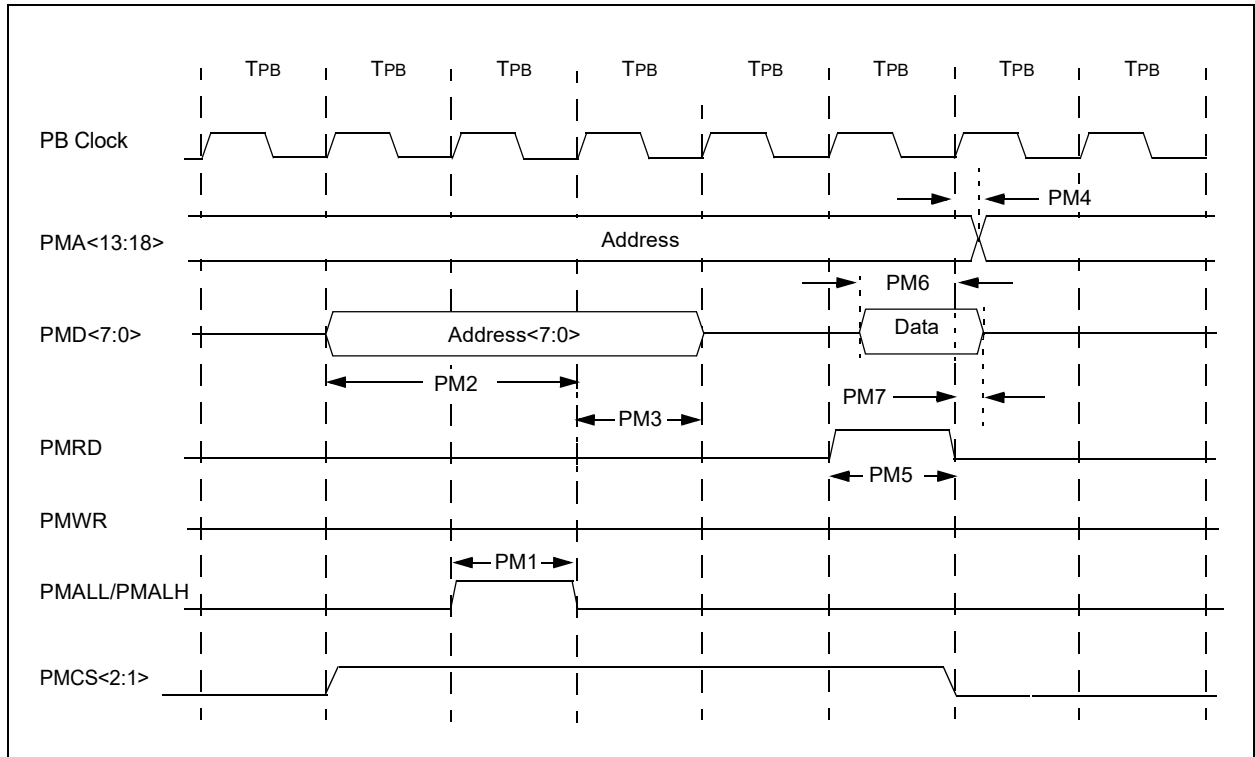 TPB TPB TPB TPB TPB TPB TPB TPB
PB Clock
PM4
PMA<13:18>
Address
PM6
PMD<7:0>
Address<7:0>
Data
PM2
PM7
PM3
PMRD
PM5
PMWR
PM1
PMALL/PMALH
PMCS<2:1>